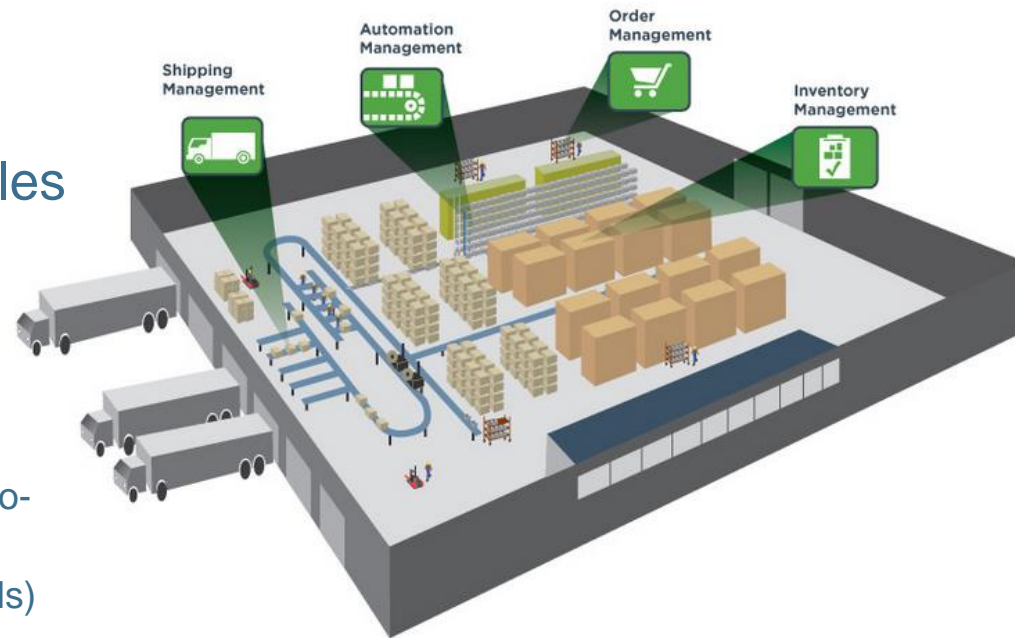 Order
Management
Automation
Management
Shipping
Management
Inventory
Management
les
o-
ls)